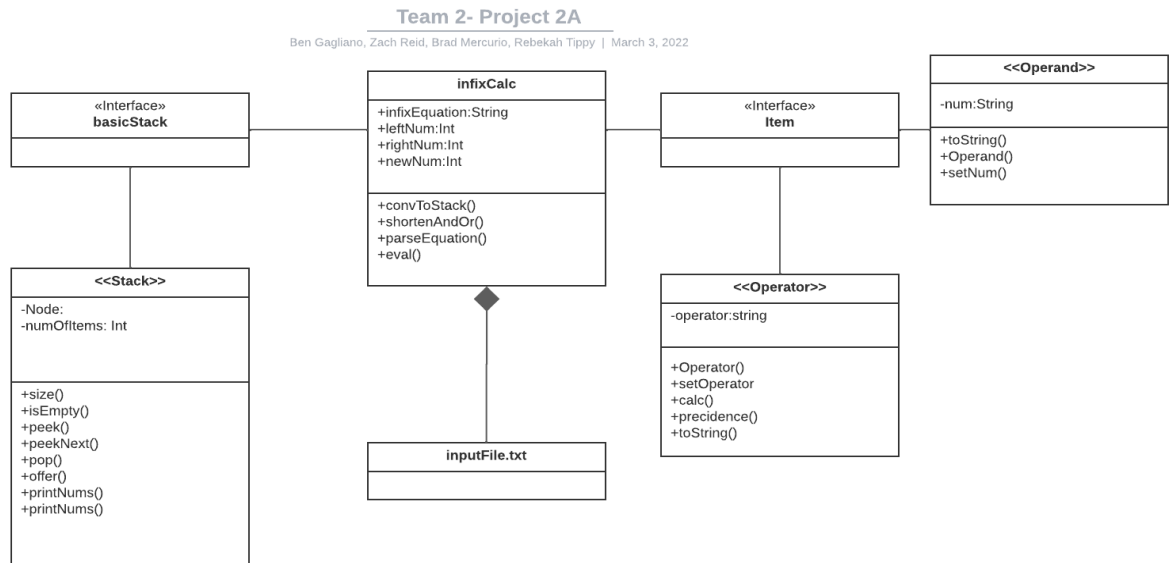 Team 2- Project 2A
Ben Gagliano, Zach Reid, Brad Mercurio, Rebekah Tippy | March 3, 2022
«Interface»
basicStack
infixCalc
+infixEquation:String
+leftNum:Int
+rightNum:Int
+newNum:Int
+convToStack()
+shortenAndOr()
+parseEquation()
+eval()
«Interface»
Item
<<Operand>>
-num:String
+toString()
+Operand()
+setNum()
<<Stack>>
-Node:
-numOfItems: Int
+size()
+isEmpty()
+peek()
+peekNext()
+pop()
+offer()
+printNums()
+printNums()
inputFile.txt
<<Operator>>
-operator:string
+Operator()
+setOperator
+calc()
+precidence()
+toString()